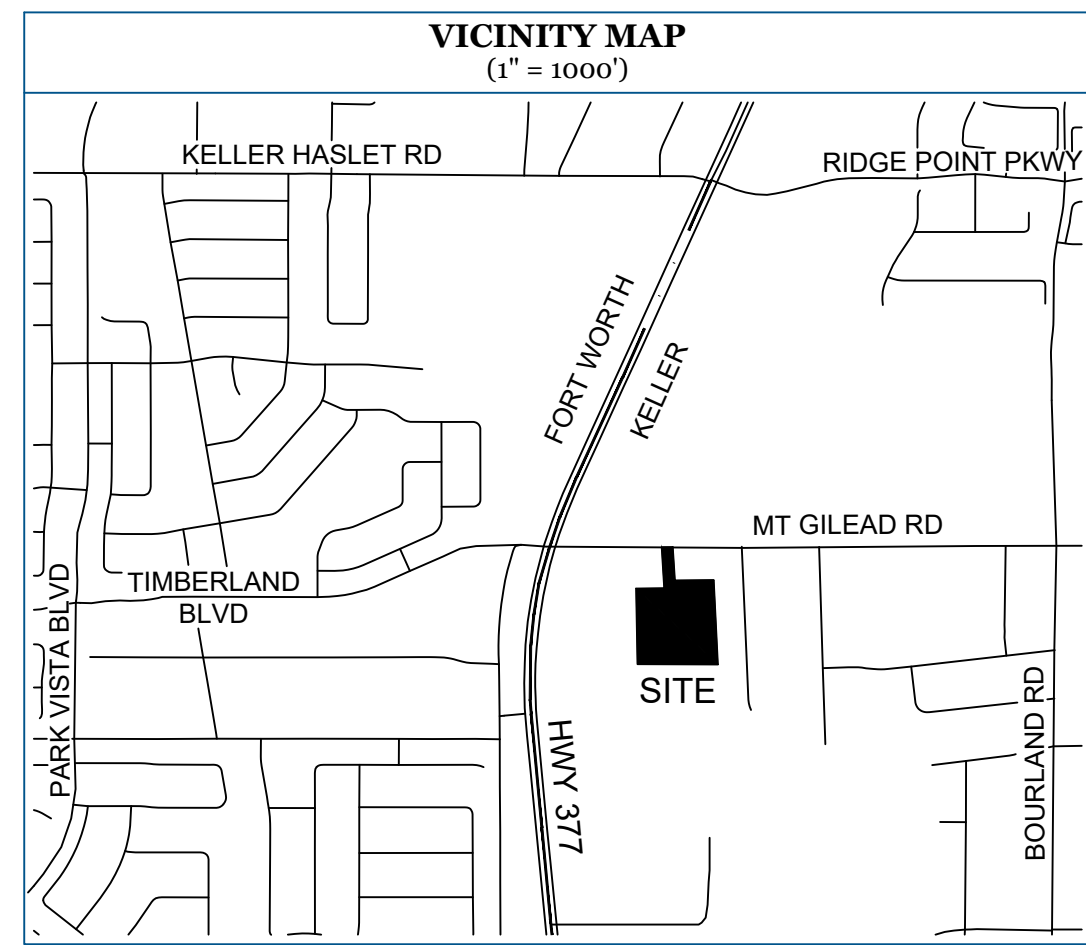 VICINITY MAP
(1" = 1000')
KELLER HASLET RD
RIDGE POINT PKWY
FORT WORTH
KELLER
MT GILEAD RD
TIMBERLAND
BLVD
PARK VISTA BLVD
SITE
HWY 377
BOURLAND RD